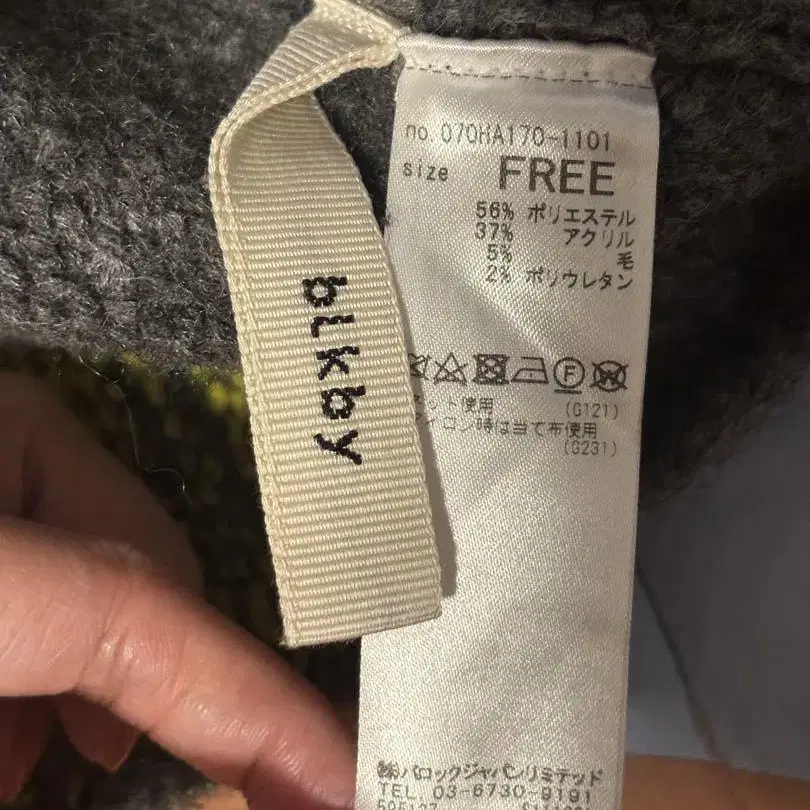 blkby
no.070HA170-1101
size FREE
56% ポリエステル
37% アクリル
5% 毛
2% ポリウレタン
F W
使用 (G121)
アイロン時は当て布使用
(G231)
㈱バロックジャパンリミテッド
TEL. 03-6730-9191